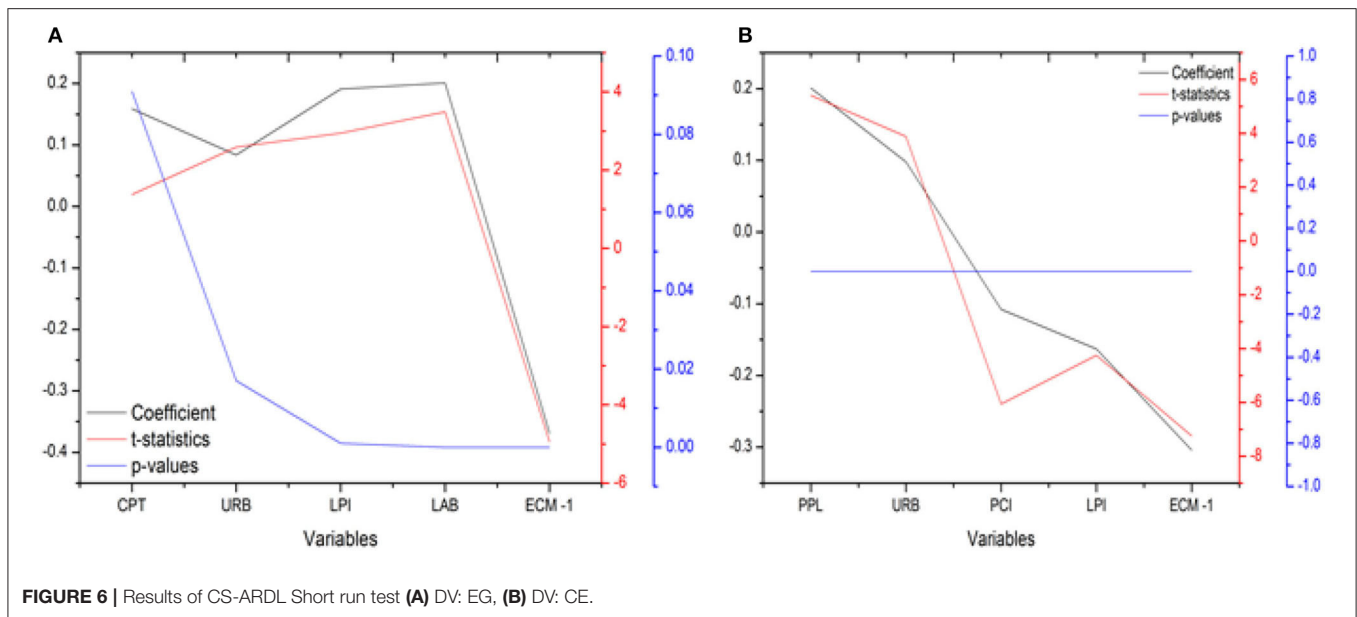 A
0.2
0.1
0.0
-0.1
-0.2
-0.3
-0.4
Coefficient
t-statistics
p-values
CPT
URB
LPI
LAB
ECM -1
Variables
4
2
0
-2
-4
-6
0.10
0.08
0.06
0.04
0.02
0.00
B
0.2
0.1
0.0
-0.1
-0.2
-0.3
Coefficient
t-statistics
p-values
PPL
URB
PCI
LPI
ECM -1
Variables
6
4
2
0
-2
-4
-6
-8
1.0
0.8
0.6
0.4
0.2
0.0
-0.2
-0.4
-0.6
-0.8
-1.0
FIGURE 6 | Results of CS-ARDL Short run test (A) DV: EG, (B) DV: CE.